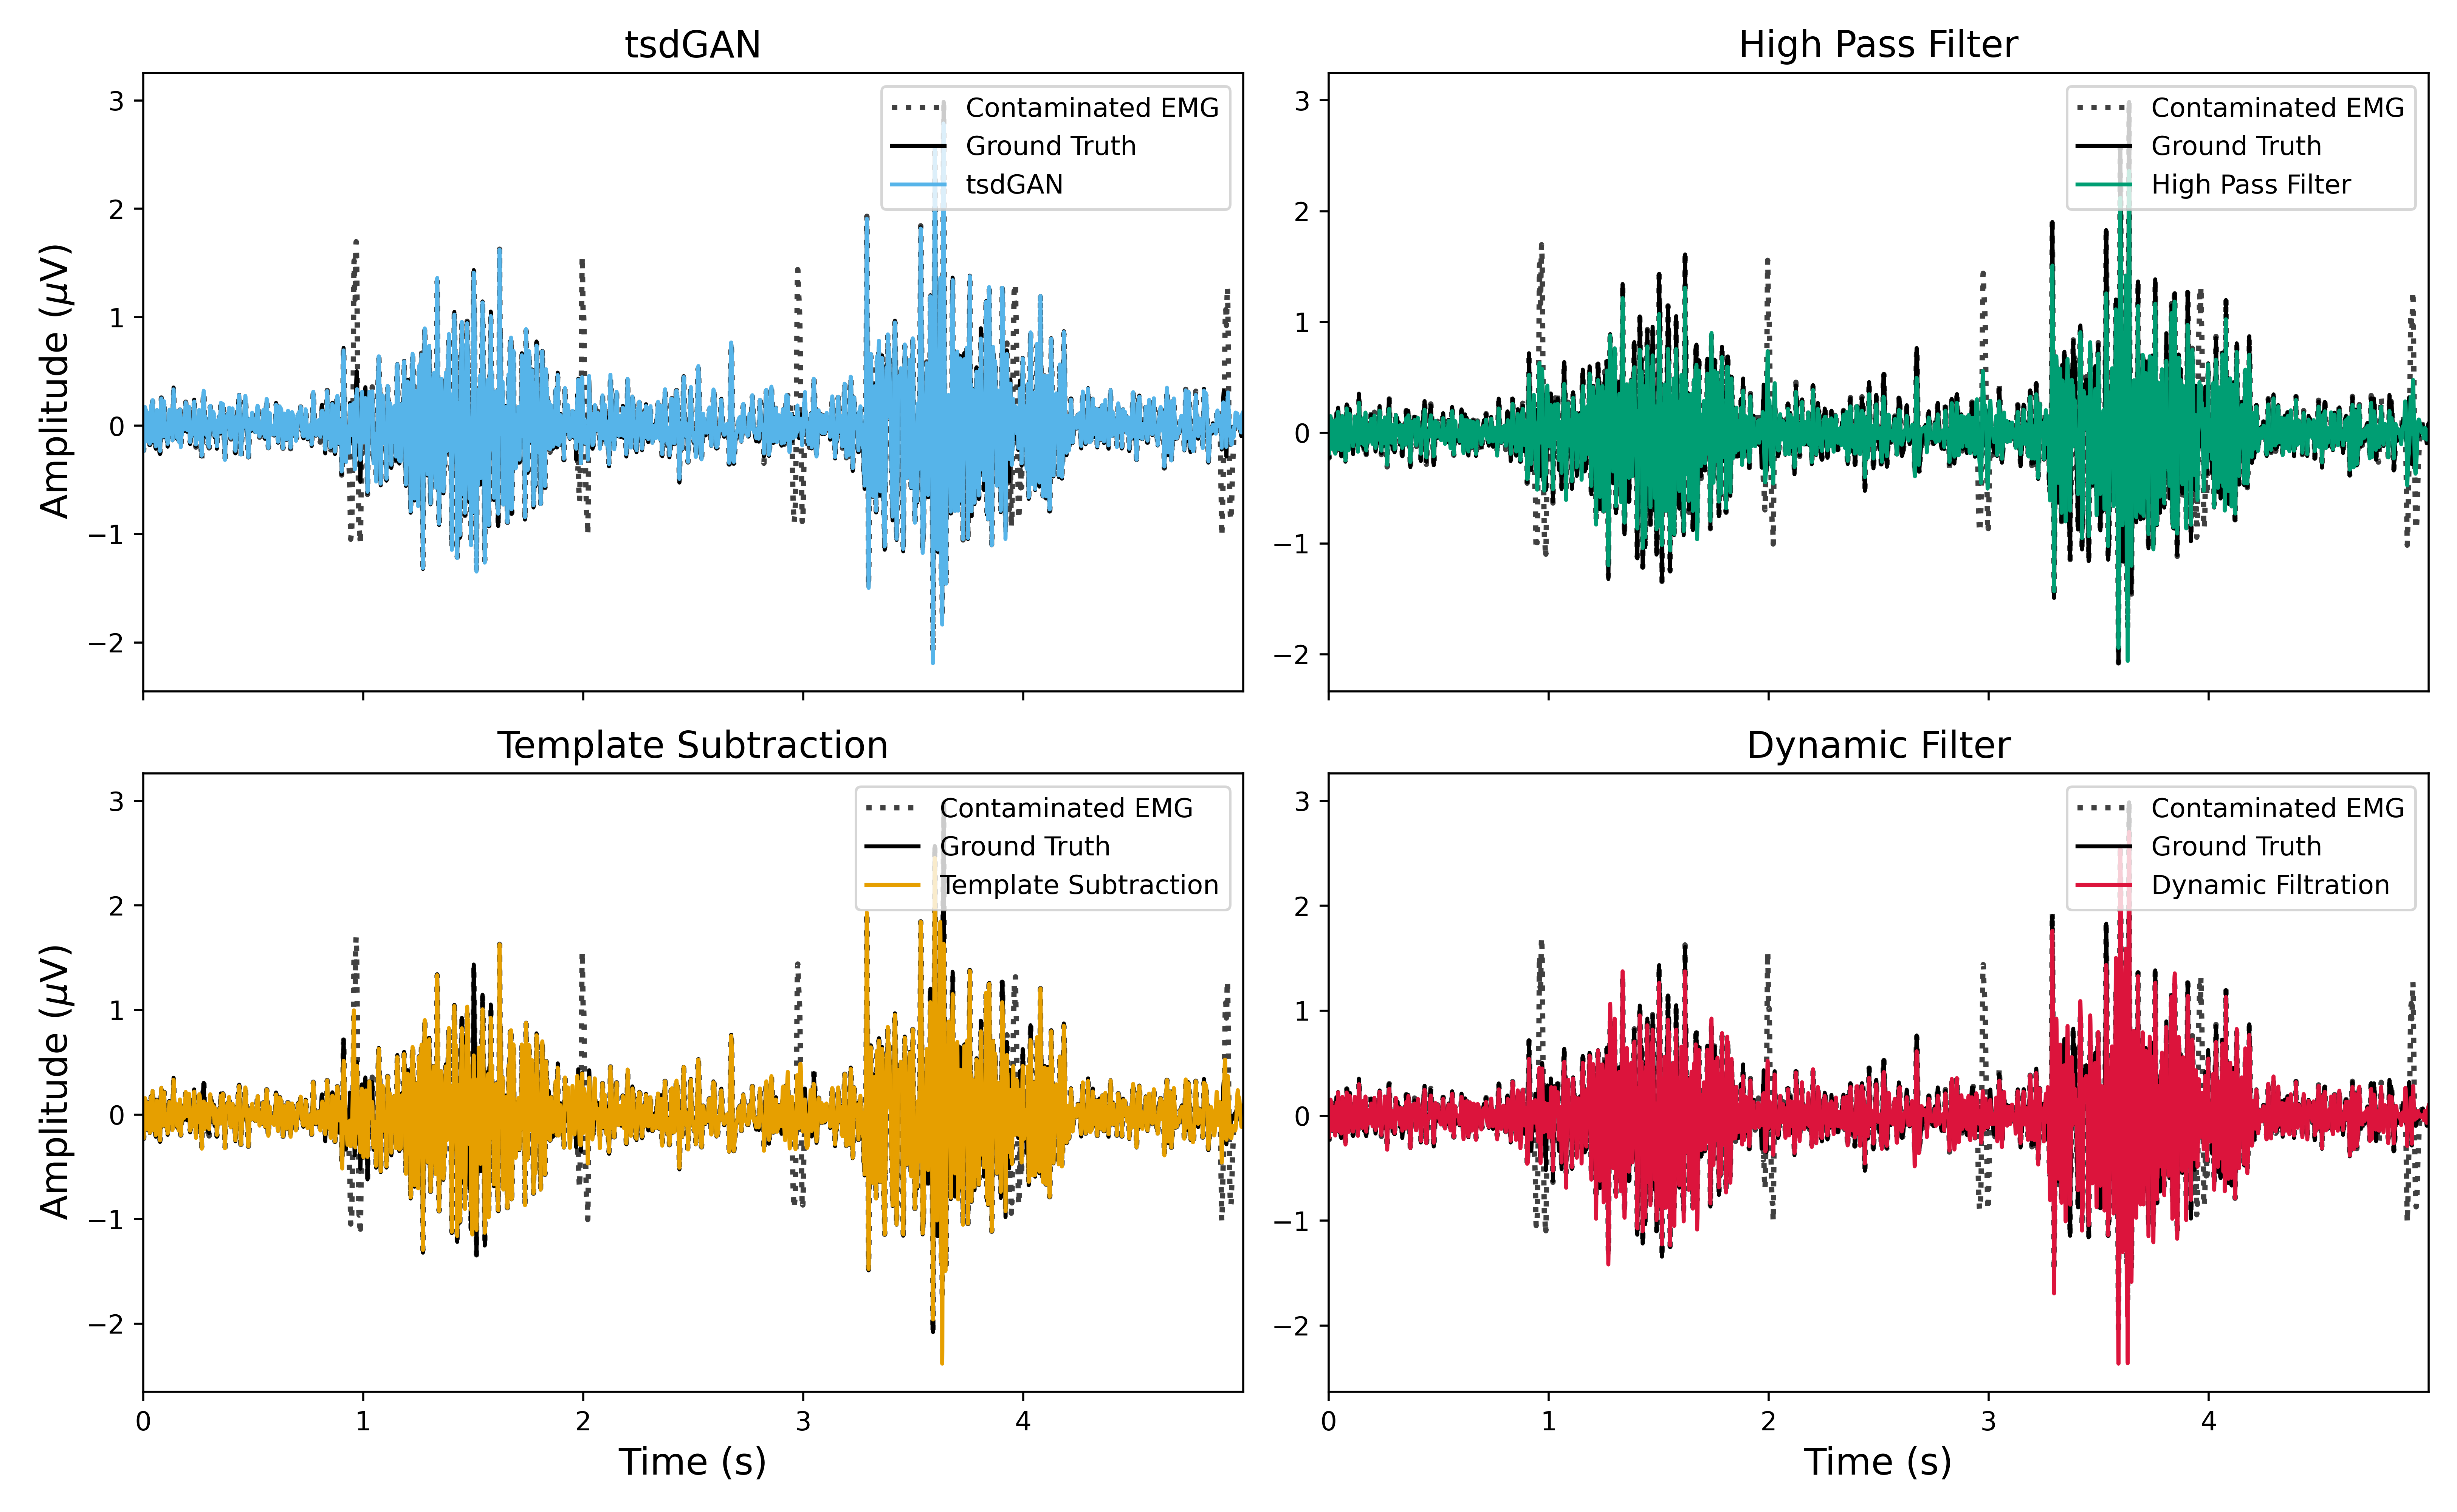 tsdGAN
High Pass Filter
3
2
1
0
−1
−2
Amplitude (μV)
Contaminated EMG
Ground Truth
tsdGAN
3
2
1
0
−1
−2
Contaminated EMG
Ground Truth
High Pass Filter
Template Subtraction
Dynamic Filter
3
2
1
0
−1
−2
Amplitude (μV)
Contaminated EMG
Ground Truth
Template Subtraction
0 1 2 3 4
Time (s)
3
2
1
0
−1
−2
Contaminated EMG
Ground Truth
Dynamic Filtration
0 1 2 3 4
Time (s)